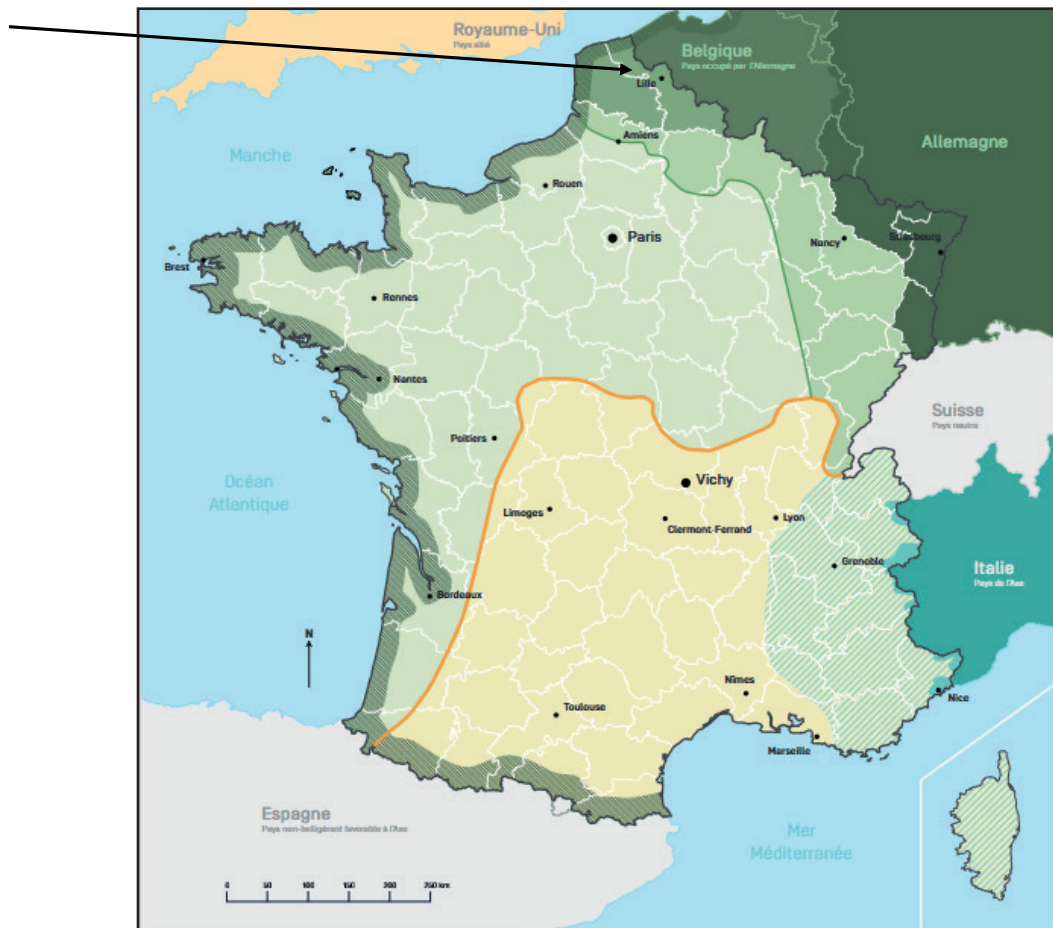 Royaume-Uni
Pays allié
Belgique
Pays occupé par l'Allemagne
Lille
Allemagne
Amiens
Manche
Rouen
Paris
Nancy
Strasbourg
Brest
Rennes
Nantes
Suisse
Pays neutre
Poitiers
Vichy
Océan
Atlantique
Limoges
Clermont-Ferrand
Lyon
Grenoble
Italie
Pays de l'Axe
Bordeaux
N
Nîmes
Nice
Toulouse
Marseille
Espagne
Pays non-belligérant favorable à l'Axe
Mer
Méditerranée
0 50 100 150 200 250 km